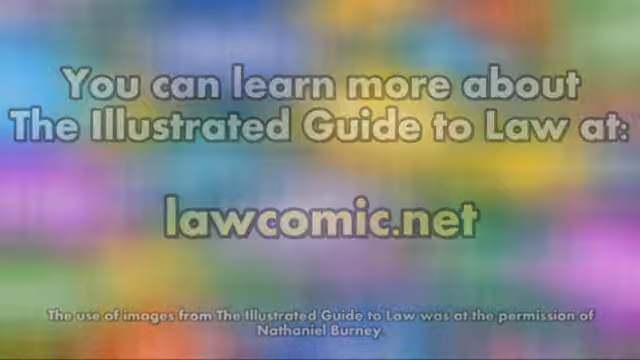 You can learn more about
The Illustrated Guide to Law at:
lawcomic.net
The use of images from The Illustrated Guide to Law was at the permission of
Nathaniel Burney.